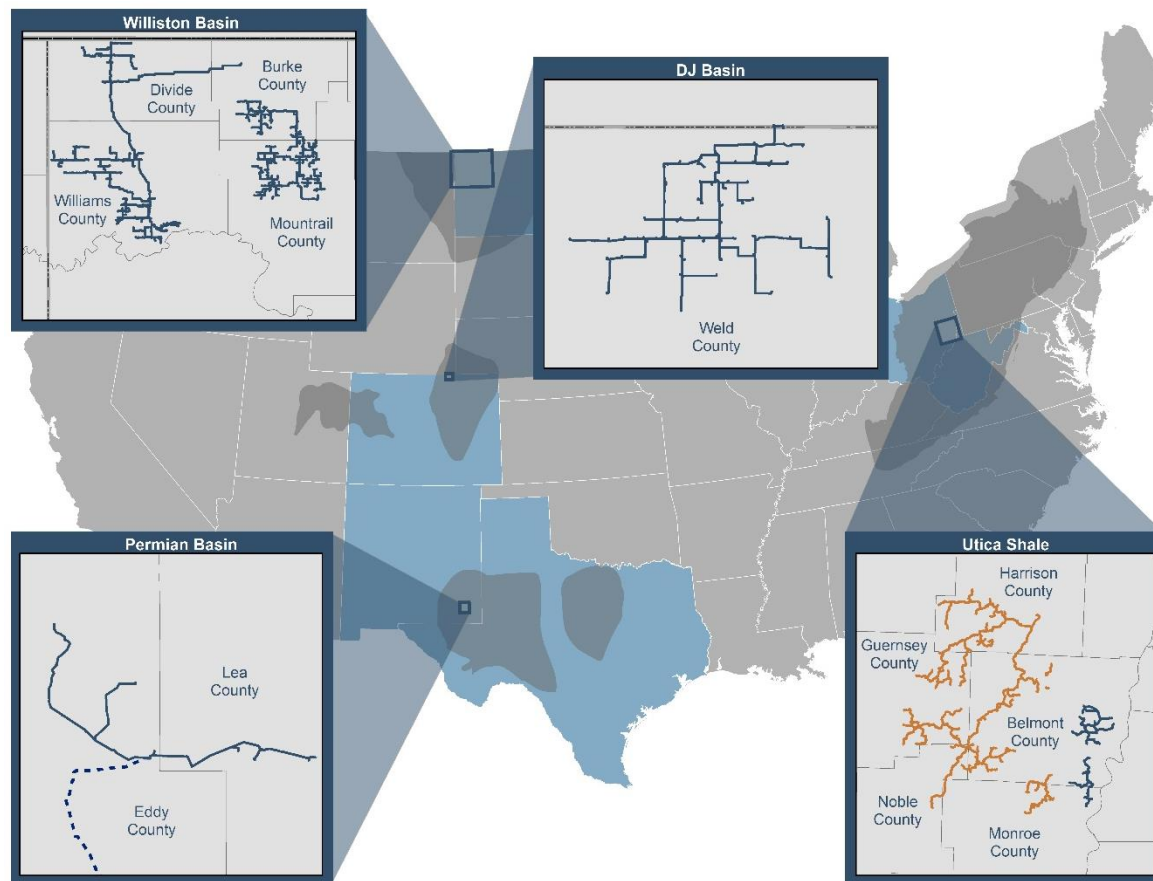 Williston Basin
Burke
County
Divide
County
Williams
County
Mountrail
County
DJ Basin
Weld
County
Permian Basin
Lea
County
Eddy
County
Utica Shale
Harrison
County
Guernsey
County
Belmont
County
Noble
County
Monroe
County